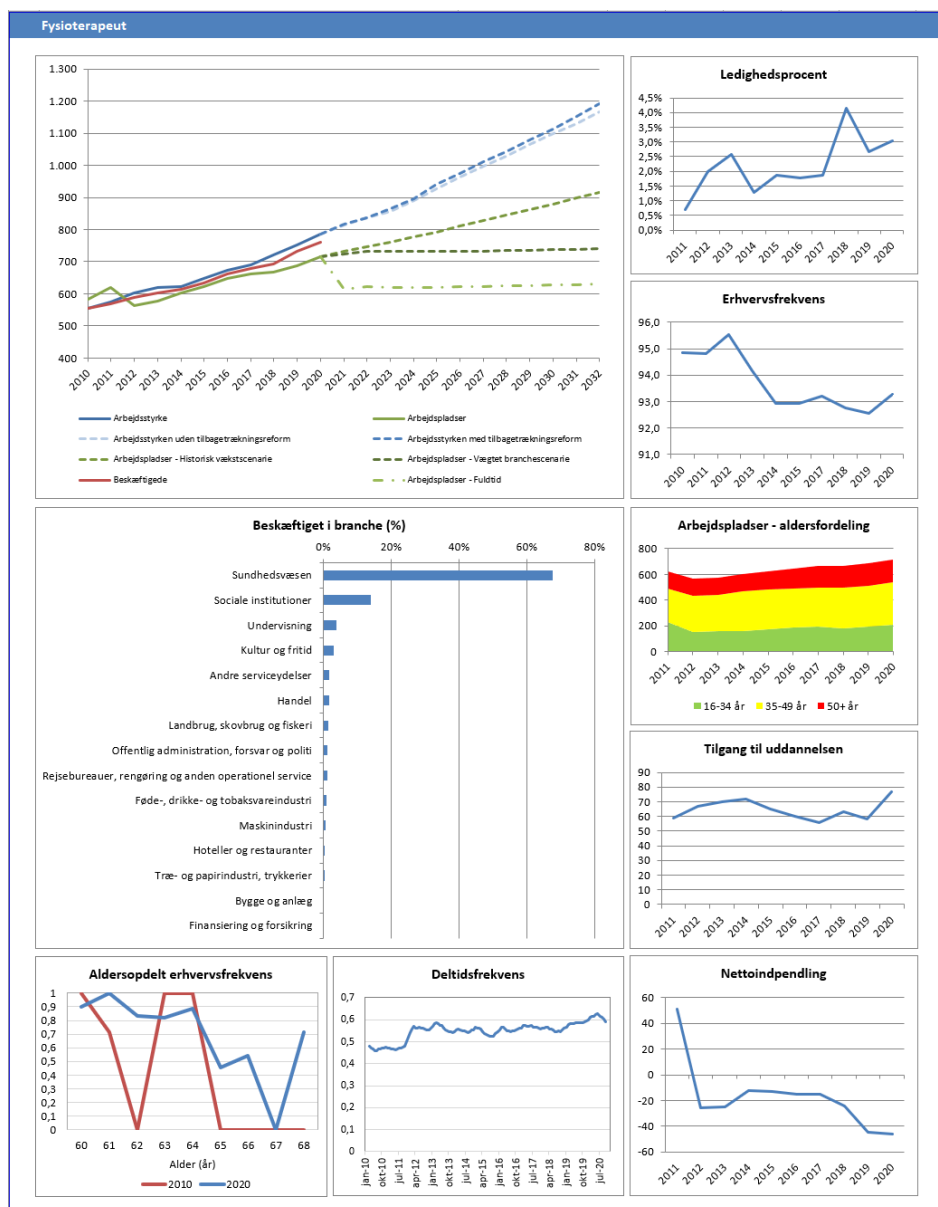 Fysioterapeut
1.300
1.200
1.100
1.000
900
800
700
600
500
400
2010 2011 2012 2013 2014 2015 2016 2017 2018 2019 2020 2021 2022 2023 2024 2025 2026 2027 2028 2029 2030 2031 2032
Arbejdsstyrke
Arbejdspladser
Arbejdsstyrken uden tilbagetrækningsreform
Arbejdsstyrken med tilbagetrækningsreform
Arbejdspladser - Historisk vækstscenarie
Arbejdspladser - Vægtet branchescenarie
Beskæftigede
Arbejdspladser - Fuldtid
Ledighedsprocent
4,5%
4,0%
3,5%
3,0%
2,5%
2,0%
1,5%
1,0%
0,5%
0,0%
2011 2012 2013 2014 2015 2016 2017 2018 2019 2020
Erhvervsfrekvens
96,0
95,0
94,0
93,0
92,0
91,0
2010 2011 2012 2013 2014 2015 2016 2017 2018 2019 2020
Beskæftiget i branche (%)
0% 20% 40% 60% 80%
Sundhedsvæsen
Sociale institutioner
Undervisning
Kultur og fritid
Andre serviceydelser
Handel
Landbrug, skovbrug og fiskeri
Offentlig administration, forsvar og politi
Rejsebureauer, rengøring og anden operationel service
Føde-, drikke- og tobaksvareindustri
Maskinindustri
Hoteller og restauranter
Træ- og papirindustri, trykkerier
Bygge og anlæg
Finansiering og forsikring
Arbejdspladser - aldersfordeling
800
600
400
200
0
2011 2012 2013 2014 2015 2016 2017 2018 2019 2020
16-34 år 35-49 år 50+ år
Tilgang til uddannelsen
90
80
70
60
50
40
30
20
10
0
2011 2012 2013 2014 2015 2016 2017 2018 2019 2020
Aldersopdelt erhvervsfrekvens
1
0,9
0,8
0,7
0,6
0,5
0,4
0,3
0,2
0,1
0
60 61 62 63 64 65 66 67 68
Alder (år)
2010 2020
Deltidsfrekvens
0,7
0,6
0,5
0,4
0,3
0,2
0,1
0
jan-10 okt-10 jul-11 apr-12 jan-13 okt-13 jul-14 apr-15 jan-16 okt-16 jul-17 apr-18 jan-19 okt-19 jul-20
Nettoindpendling
60
40
20
0
-20
-40
-60
2011 2012 2013 2014 2015 2016 2017 2018 2019 2020